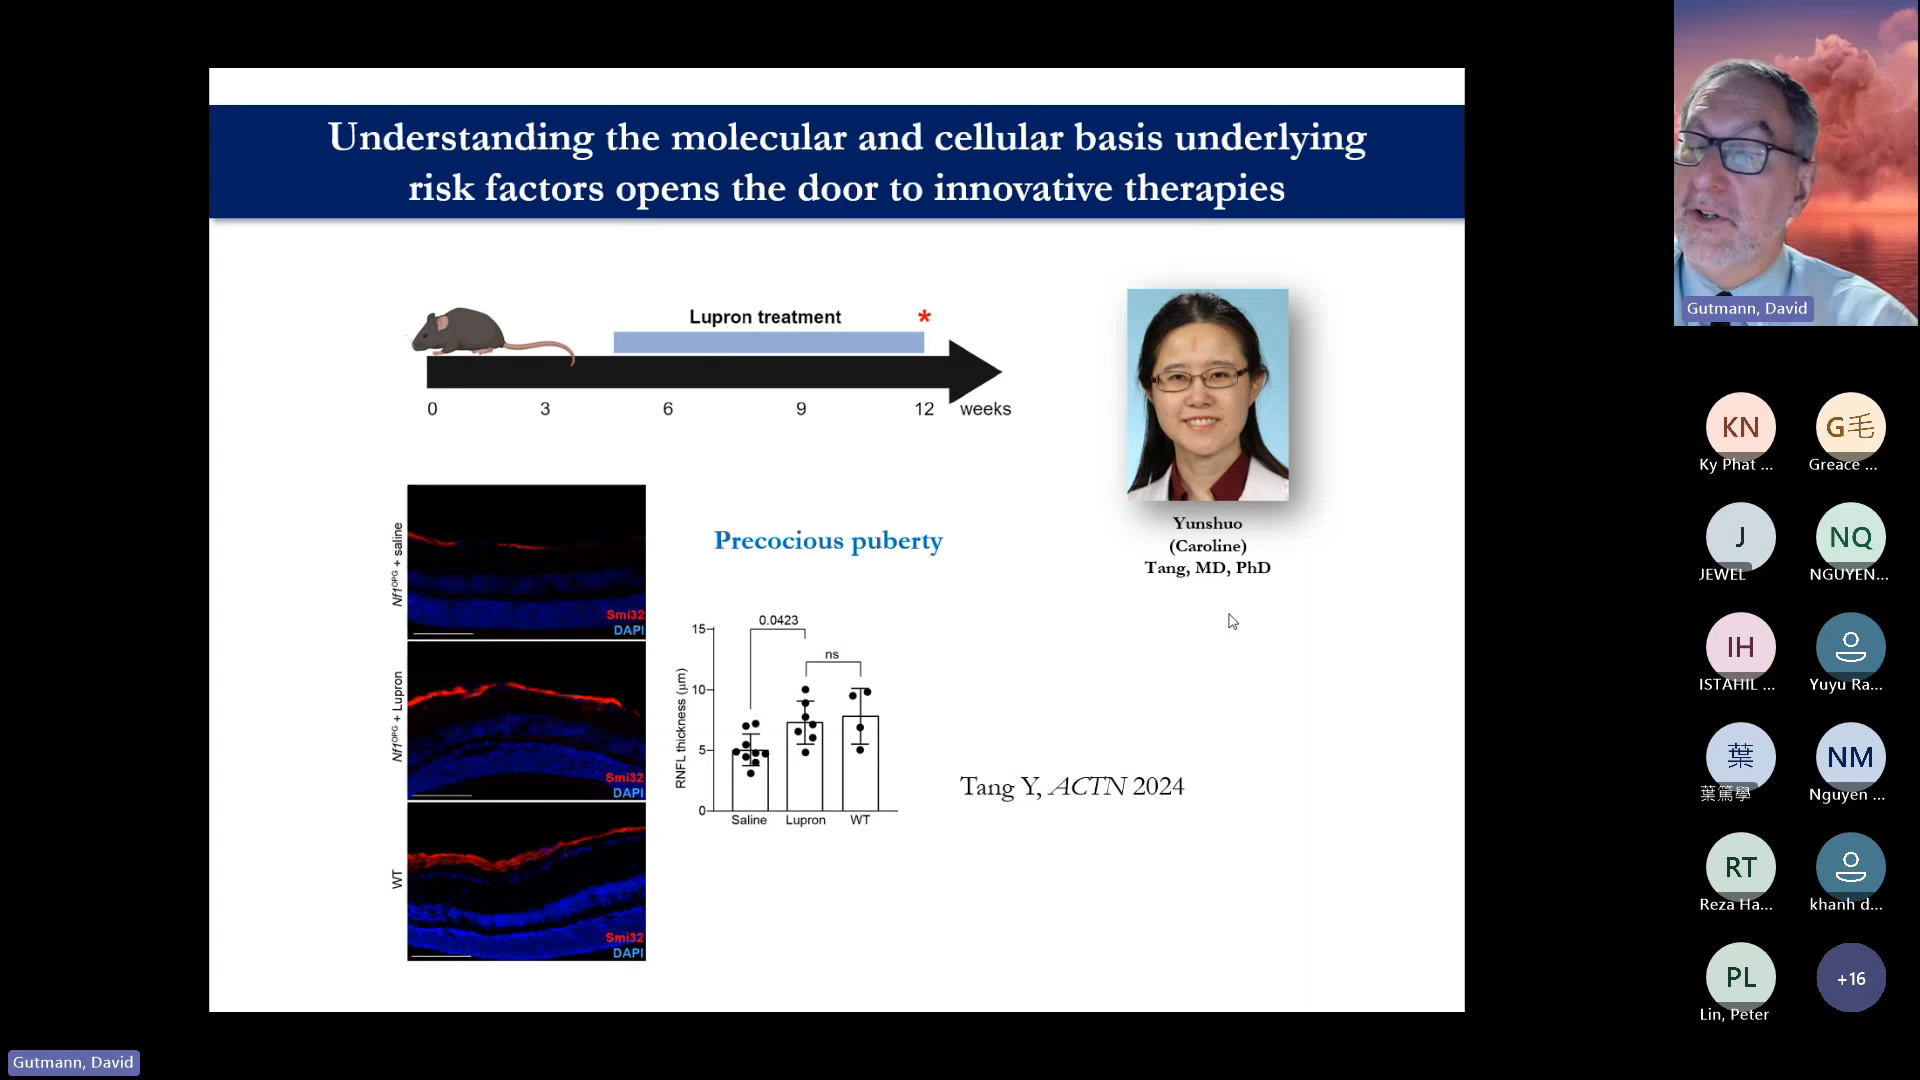 Understanding the molecular and cellular basis underlying
risk factors opens the door to innovative therapies
Lupron treatment
*
0 3 6 9 12 weeks
Yunshuo
(Caroline)
Tang, MD, PhD
Precocious puberty
Nf1OPG + saline
Smi32
DAPI
Nf1OPG + Lupron
Smi32
DAPI
WT
Smi32
DAPI
RNFL thickness (μm)
15
10
5
0
0.0423
ns
Saline Lupron WT
Tang Y, ACTN 2024
Gutmann, David
KN
Ky Phat ...
G毛
Greace ...
J
JEWEL
NQ
NGUYEN...
IH
ISTAHIL ...
Yuyu Ra...
葉
葉篤學
NM
Nguyen ...
RT
Reza Ha...
khanh d...
PL
Lin, Peter
+16
Gutmann, David